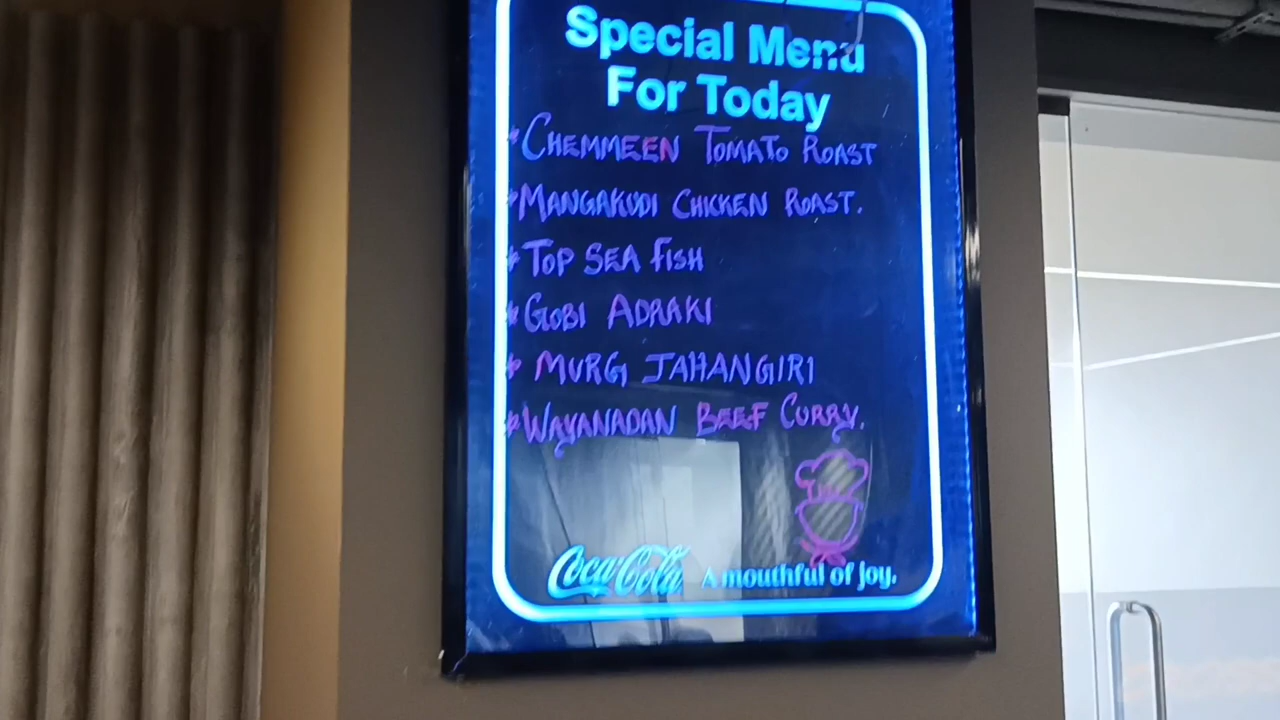 Special Menu
For Today
* CHEMMEEN TOMATO ROAST
* MANGAKUDI CHICKEN ROAST.
* TOP SEA FISH
* GOBI ADRAKI
* MURG JAHANGIRI
* WAYANADAN BEEF CURRY.
Coca-Cola A mouthful of joy.